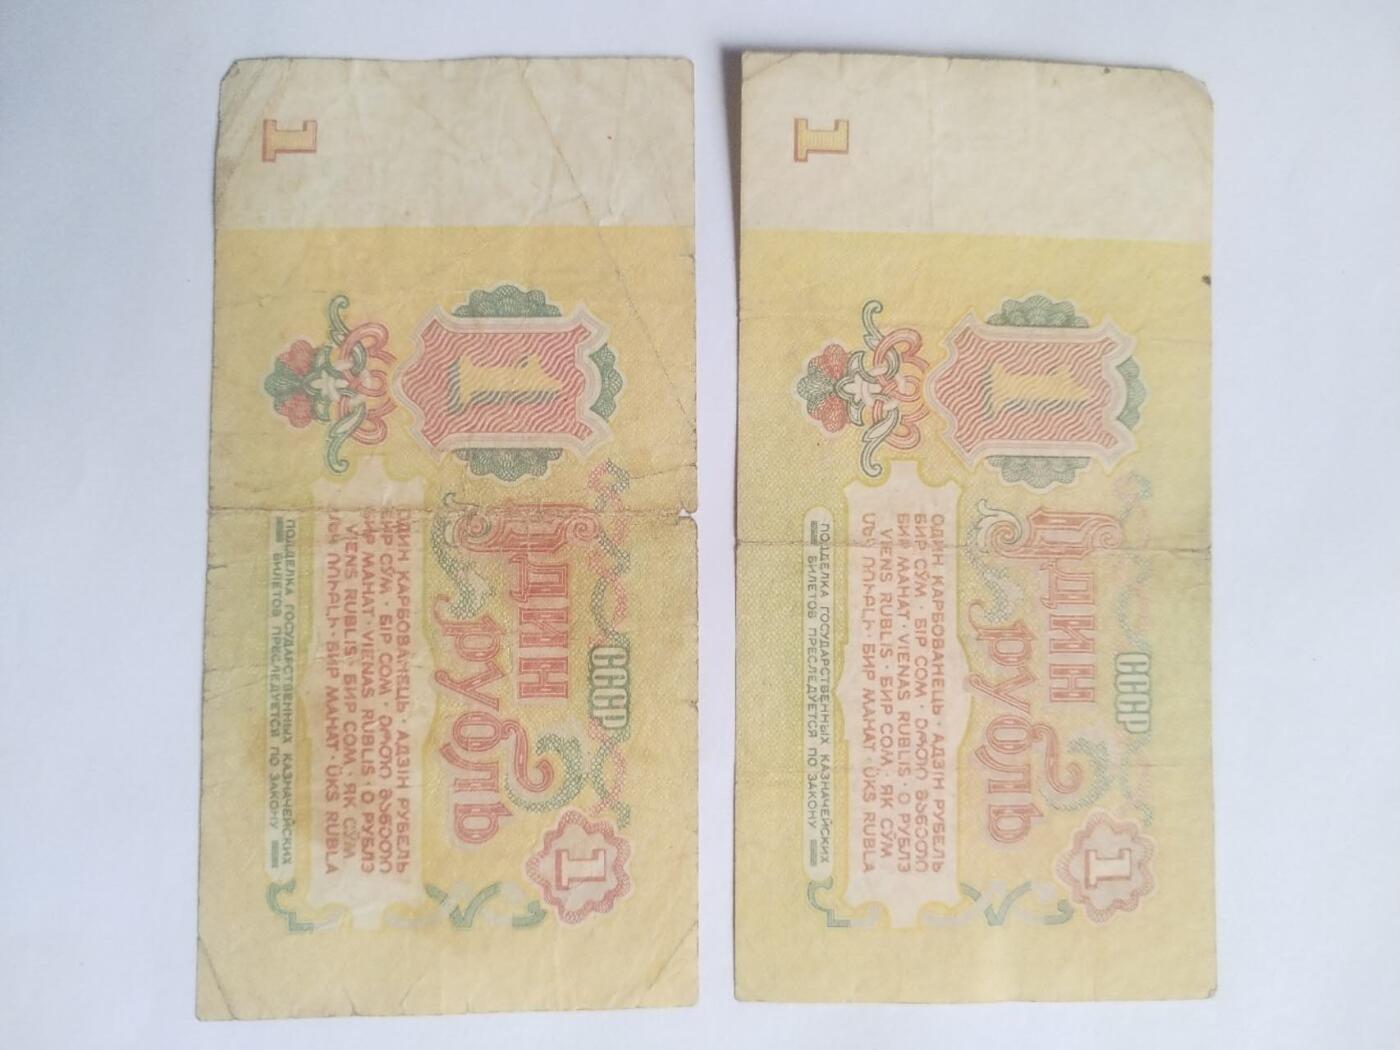 СССР
Один
рубль
1
1
1
ОДИН КАРБОВАНЕЦЬ · АДЗІН РУБЕЛЬ
БИР СЎМ · БІР СОМ · ერთი მანეთი
БИР МАНАТ · VIENAS RUBLIS · О РУБЛЭ
VIENS RUBLIS · БИР СОМ · ЯК СӮМ
ՄԵԿ ՌՈՒԲԼԻ · БИР МАНАТ · ÜKS RUBLA
ПОДДЕЛКА ГОСУДАРСТВЕННЫХ КАЗНАЧЕЙСКИХ
БИЛЕТОВ ПРЕСЛЕДУЕТСЯ ПО ЗАКОНУ
СССР
Один
рубль
1
1
1
ОДИН КАРБОВАНЕЦЬ · АДЗІН РУБЕЛЬ
БИР СЎМ · БІР СОМ · ერთი მანეთი
БИР МАНАТ · VIENAS RUBLIS · О РУБЛЭ
VIENS RUBLIS · БИР СОМ · ЯК СӮМ
ՄԵԿ ՌՈՒԲԼԻ · БИР МАНАТ · ÜKS RUBLA
ПОДДЕЛКА ГОСУДАРСТВЕННЫХ КАЗНАЧЕЙСКИХ
БИЛЕТОВ ПРЕСЛЕДУЕТСЯ ПО ЗАКОНУ